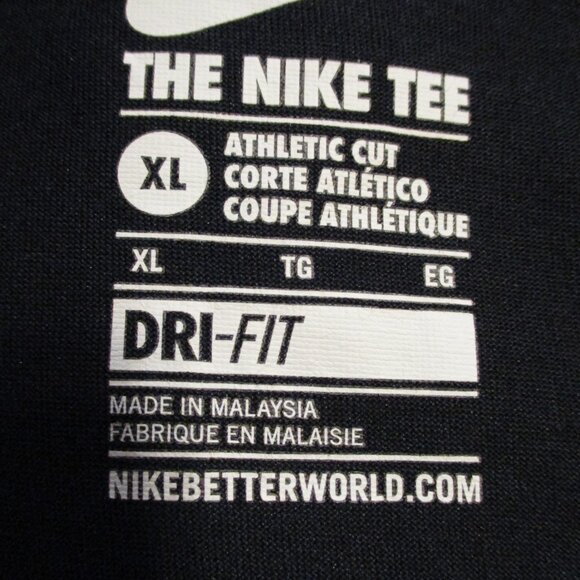 THE NIKE TEE
XL
ATHLETIC CUT
CORTE ATLÉTICO
COUPE ATHLÉTIQUE
XL TG EG
DRI-FIT
MADE IN MALAYSIA
FABRIQUE EN MALAISIE
NIKEBETTERWORLD.COM